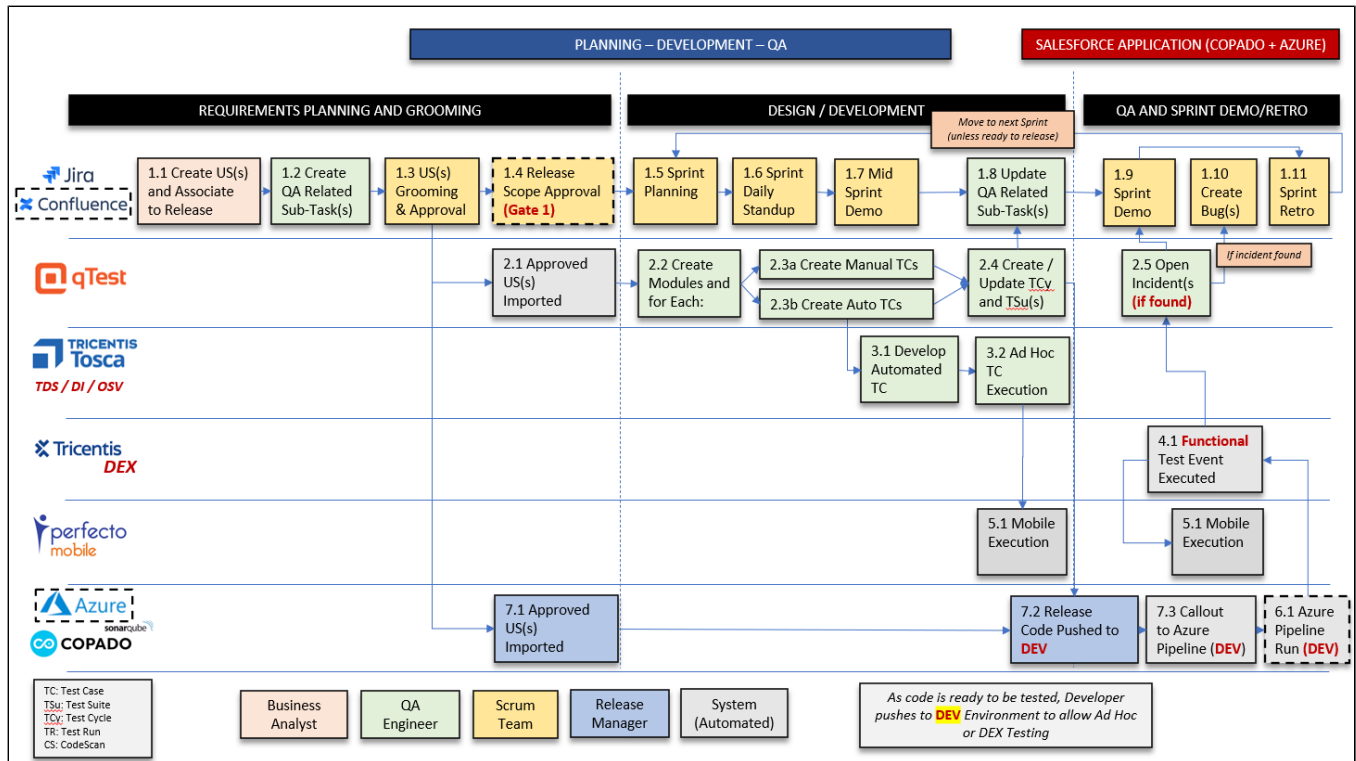 PLANNING – DEVELOPMENT – QA
SALESFORCE APPLICATION (COPADO + AZURE)
REQUIREMENTS PLANNING AND GROOMING
DESIGN / DEVELOPMENT
QA AND SPRINT DEMO/RETRO
Move to next Sprint
(unless ready to release)
Jira
Confluence
1.1 Create US(s)
and Associate
to Release
1.2 Create
QA Related
Sub-Task(s)
1.3 US(s)
Grooming
& Approval
1.4 Release
Scope Approval
(Gate 1)
1.5 Sprint
Planning
1.6 Sprint
Daily
Standup
1.7 Mid
Sprint
Demo
1.8 Update
QA Related
Sub-Task(s)
1.9
Sprint
Demo
1.10
Create
Bug(s)
1.11
Sprint
Retro
qTest
2.1 Approved
US(s)
Imported
2.2 Create
Modules and
for Each:
2.3a Create Manual TCs
2.3b Create Auto TCs
2.4 Create /
Update TCy
and TSu(s)
2.5 Open
Incident(s
(if found)
If incident found
TRICENTIS
Tosca
TDS / DI / OSV
3.1 Develop
Automated
TC
3.2 Ad Hoc
TC
Execution
Tricentis
DEX
4.1 Functional
Test Event
Executed
perfecto
mobile
5.1 Mobile
Execution
5.1 Mobile
Execution
Azure
sonarqube
COPADO
7.1 Approved
US(s)
Imported
7.2 Release
Code Pushed to
DEV
7.3 Callout
to Azure
Pipeline (DEV)
6.1 Azure
Pipeline
Run (DEV)
TC: Test Case
TSu: Test Suite
TCy: Test Cycle
TR: Test Run
CS: CodeScan
Business
Analyst
QA
Engineer
Scrum
Team
Release
Manager
System
(Automated)
As code is ready to be tested, Developer
pushes to DEV Environment to allow Ad Hoc
or DEX Testing